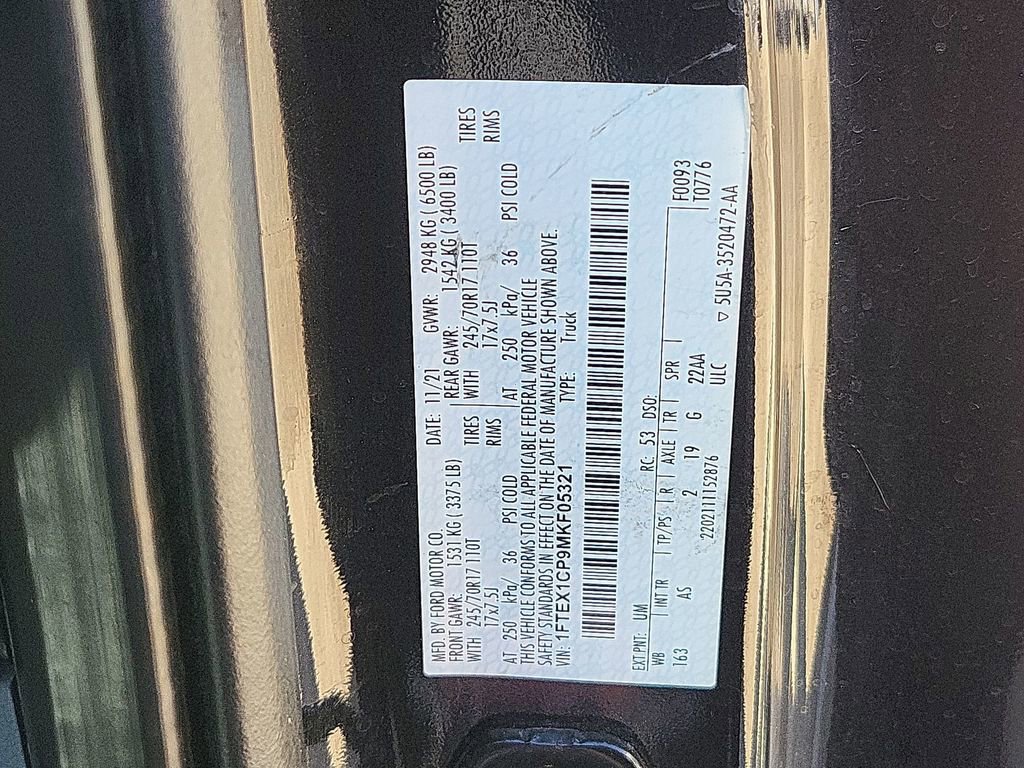 MFD. BY FORD MOTOR CO. DATE: 11/21 GVWR: 2948 KG ( 6500 LB)
FRONT GAWR: 1531 KG ( 3375 LB) REAR GAWR: 1542 KG ( 3400 LB)
WITH 245/70R17 110T TIRES WITH 245/70R17 110T TIRES
17x7.5J RIMS 17x7.5J RIMS
AT 250 kPa/ 36 PSI COLD AT 250 kPa/ 36 PSI COLD
THIS VEHICLE CONFORMS TO ALL APPLICABLE FEDERAL MOTOR VEHICLE
SAFETY STANDARDS IN EFFECT ON THE DATE OF MANUFACTURE SHOWN ABOVE.
VIN: 1FTEX1CP9MKF05321 TYPE: Truck
EXT PNT: UM RC: 53 DSO:
WB INT TR TP/PS R AXLE TR SPR F0093
163 AS 2 19 G 22AA T0776
ULC
2202111152876 ▽ 5U5A-3520472-AA